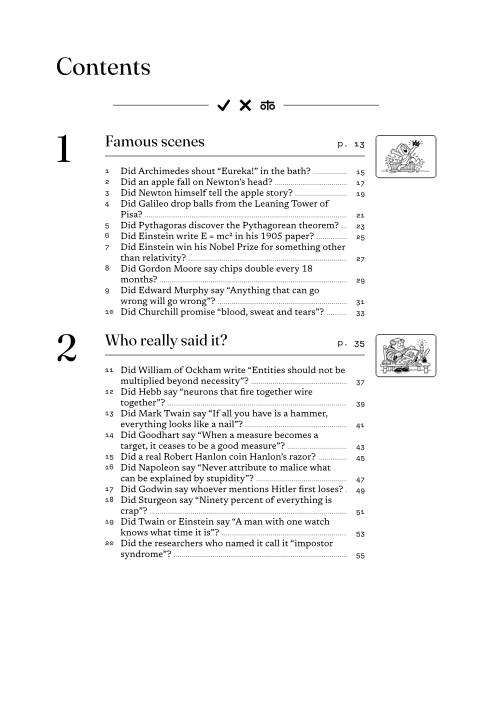 Contents
1
Famous scenes p. 13
1 Did Archimedes shout “Eureka!” in the bath? 15
2 Did an apple fall on Newton’s head? 17
3 Did Newton himself tell the apple story? 19
4 Did Galileo drop balls from the Leaning Tower of
Pisa? 21
5 Did Pythagoras discover the Pythagorean theorem? 23
6 Did Einstein write E = mc² in his 1905 paper? 25
7 Did Einstein win his Nobel Prize for something other
than relativity? 27
8 Did Gordon Moore say chips double every 18
months? 29
9 Did Edward Murphy say “Anything that can go
wrong will go wrong”? 31
10 Did Churchill promise “blood, sweat and tears”? 33
2
Who really said it? p. 35
11 Did William of Ockham write “Entities should not be
multiplied beyond necessity”? 37
12 Did Hebb say “neurons that fire together wire
together”? 39
13 Did Mark Twain say “If all you have is a hammer,
everything looks like a nail”? 41
14 Did Goodhart say “When a measure becomes a
target, it ceases to be a good measure”? 43
15 Did a real Robert Hanlon coin Hanlon’s razor? 45
16 Did Napoleon say “Never attribute to malice what
can be explained by stupidity”? 47
17 Did Godwin say whoever mentions Hitler first loses? 49
18 Did Sturgeon say “Ninety percent of everything is
crap”? 51
19 Did Twain or Einstein say “A man with one watch
knows what time it is”? 53
20 Did the researchers who named it call it “impostor
syndrome”? 55